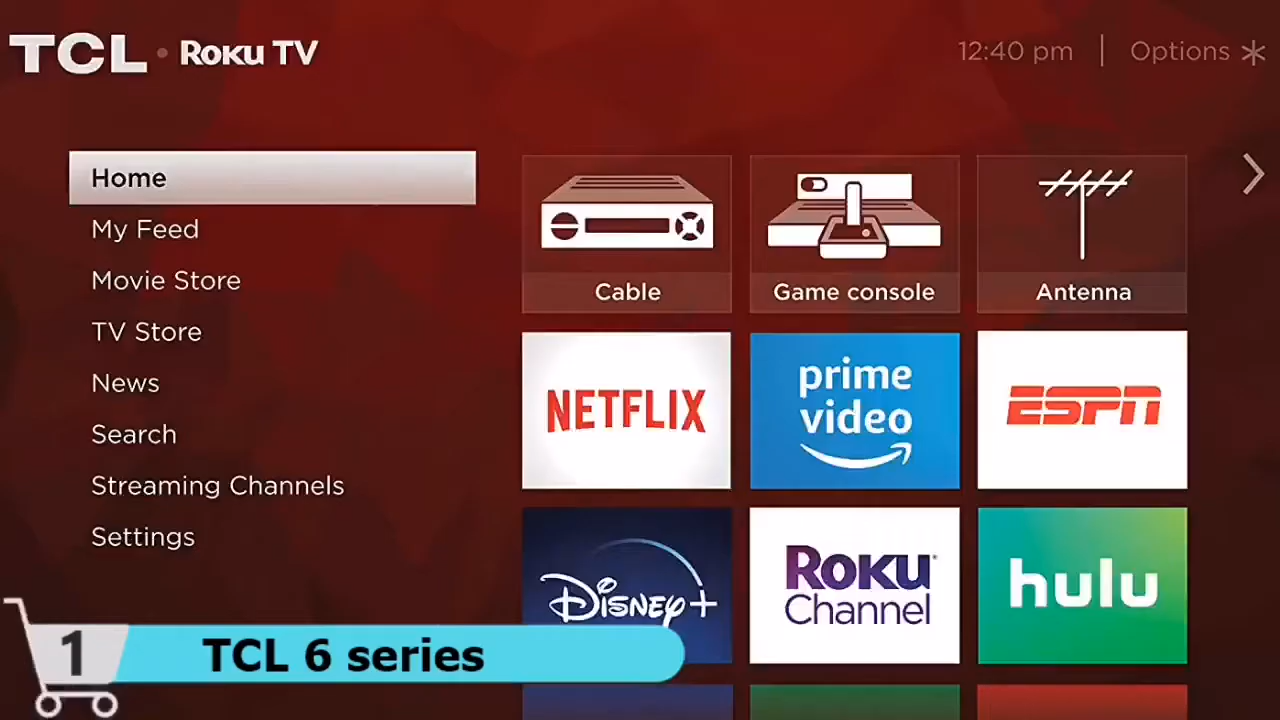 TCL • Roku TV
12:40 pm | Options *
Home
My Feed
Movie Store
TV Store
News
Search
Streaming Channels
Settings
Cable
Game console
Antenna
NETFLIX
prime
video
ESPN
Disney+
Roku
Channel
hulu
1
TCL 6 series